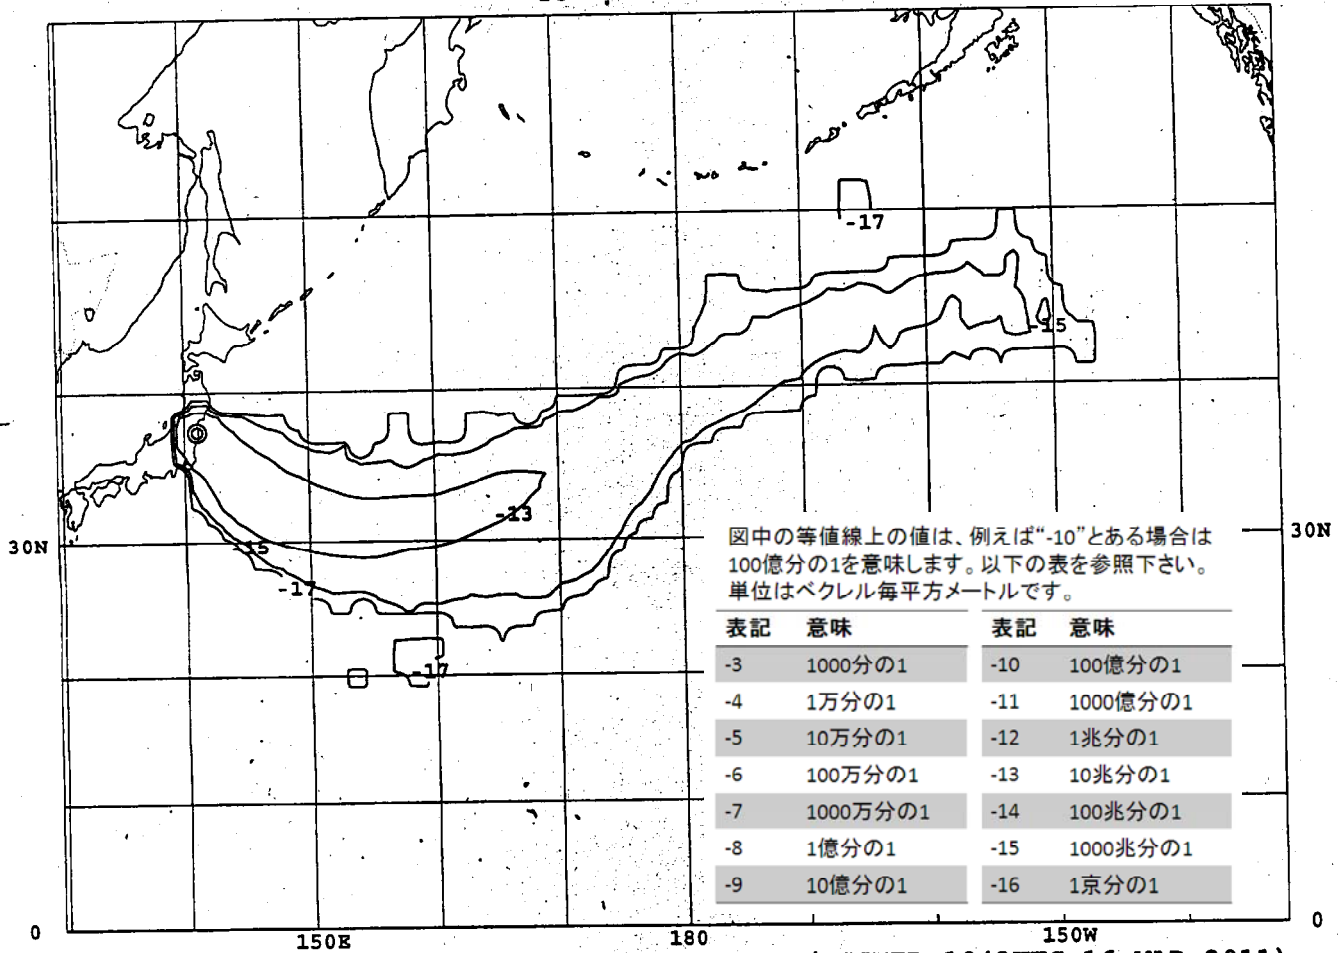 -17
-15
-13
-15
-17
-17
30N
30N
図中の等値線上の値は、例えば“-10”とある場合は
100億分の1を意味します。以下の表を参照下さい。
単位はベクレル毎平方メートルです。
表記 意味 表記 意味
-3 1000分の1 -10 100億分の1
-4 1万分の1 -11 1000億分の1
-5 10万分の1 -12 1兆分の1
-6 100万分の1 -13 10兆分の1
-7 1000万分の1 -14 100兆分の1
-8 1億分の1 -15 1000兆分の1
-9 10億分の1 -16 1京分の1
0 0
150E 180 150W